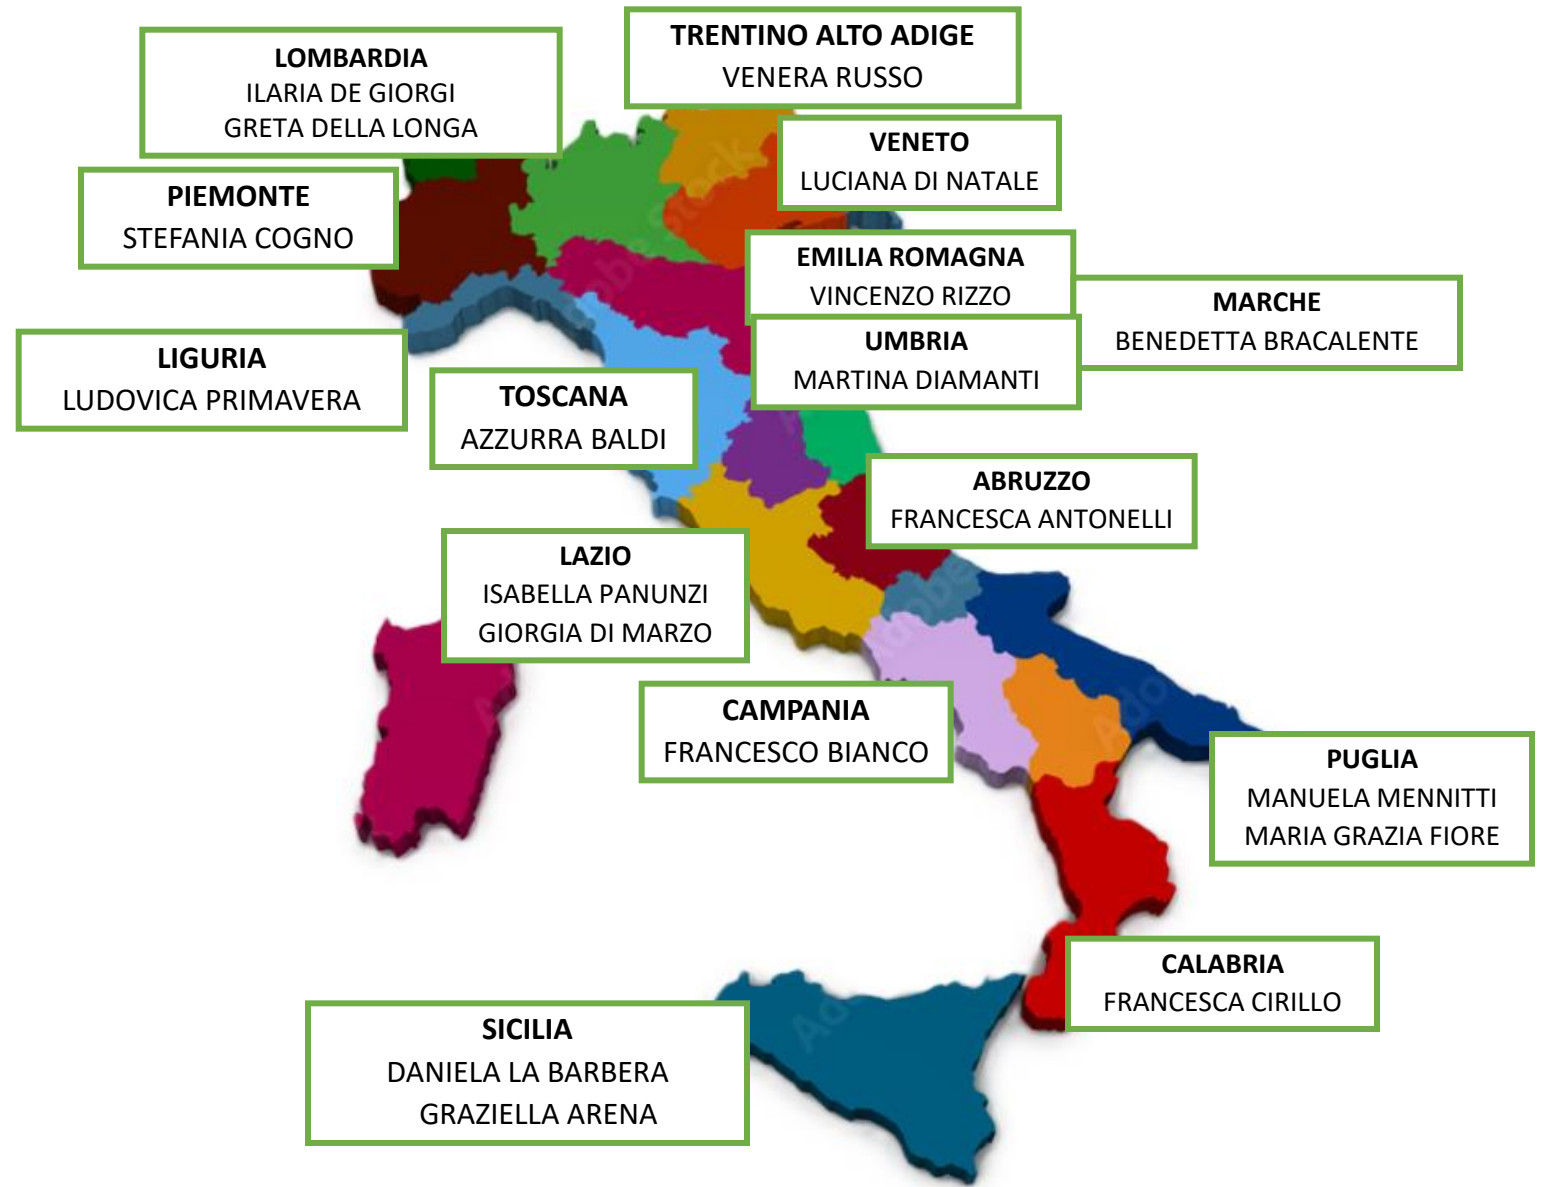 TRENTINO ALTO ADIGE
VENERA RUSSO
LOMBARDIA
ILARIA DE GIORGI
GRETA DELLA LONGA
VENETO
LUCIANA DI NATALE
PIEMONTE
STEFANIA COGNO
EMILIA ROMAGNA
VINCENZO RIZZO
MARCHE
BENEDETTA BRACALENTE
UMBRIA
MARTINA DIAMANTI
LIGURIA
LUDOVICA PRIMAVERA
TOSCANA
AZZURRA BALDI
ABRUZZO
FRANCESCA ANTONELLI
LAZIO
ISABELLA PANUNZI
GIORGIA DI MARZO
CAMPANIA
FRANCESCO BIANCO
PUGLIA
MANUELA MENNITTI
MARIA GRAZIA FIORE
CALABRIA
FRANCESCA CIRILLO
SICILIA
DANIELA LA BARBERA
GRAZIELLA ARENA